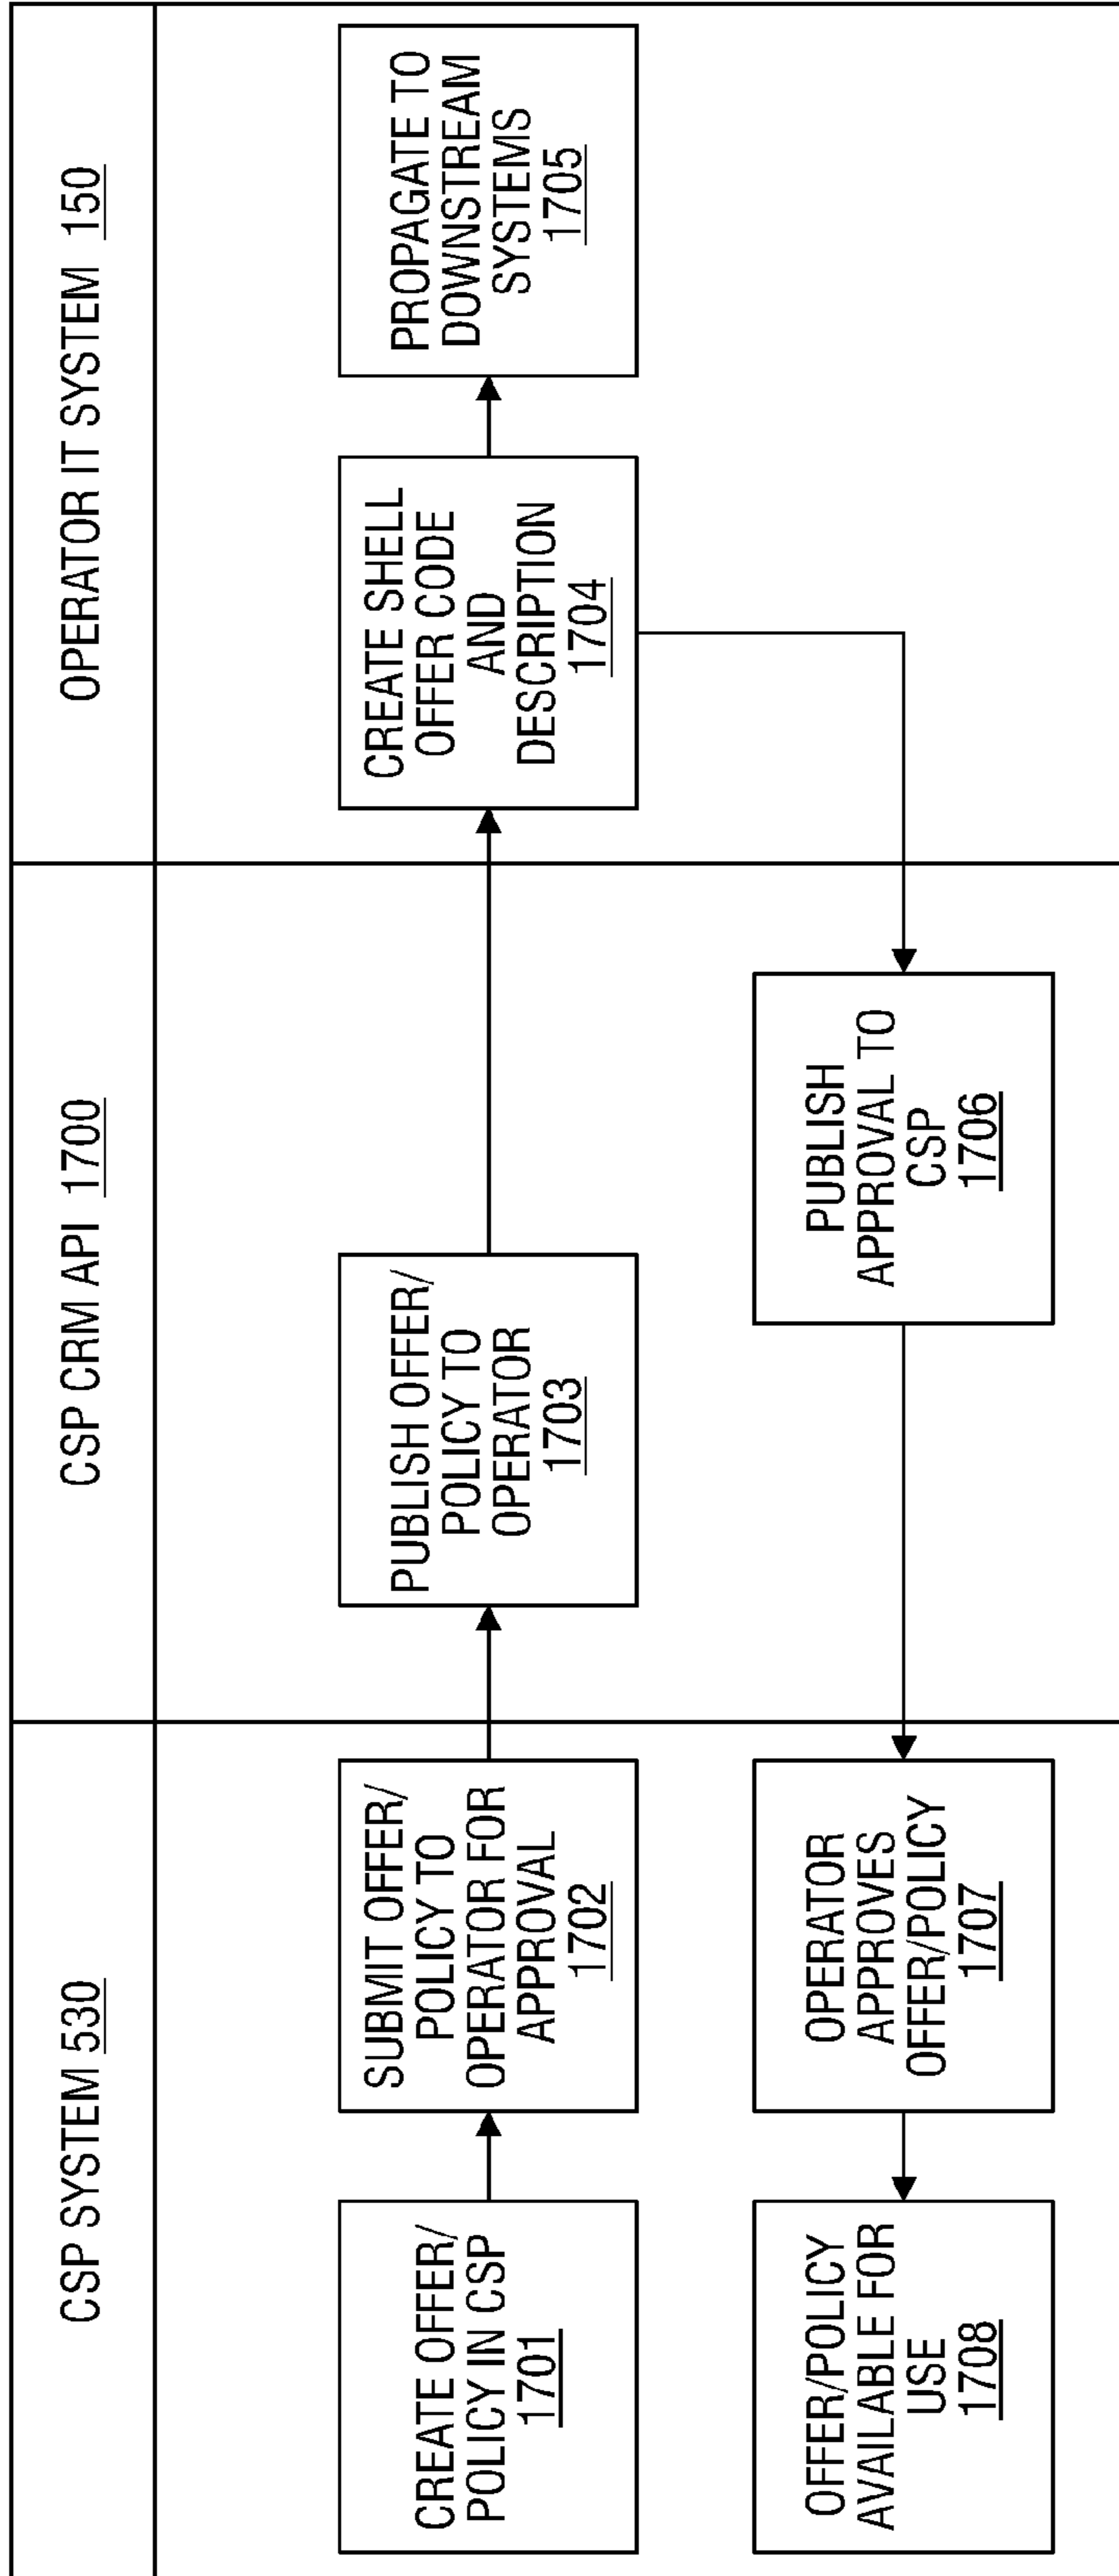 CSP SYSTEM 530
CSP CRM API 1700
OPERATOR IT SYSTEM 150
CREATE OFFER/
POLICY IN CSP
1701
SUBMIT OFFER/
POLICY TO
OPERATOR FOR
APPROVAL
1702
PUBLISH OFFER/
POLICY TO
OPERATOR
1703
CREATE SHELL
OFFER CODE
AND
DESCRIPTION
1704
PROPAGATE TO
DOWNSTREAM
SYSTEMS
1705
OFFER/POLICY
AVAILABLE FOR
USE
1708
OPERATOR
APPROVES
OFFER/POLICY
1707
PUBLISH
APPROVAL TO
CSP
1706